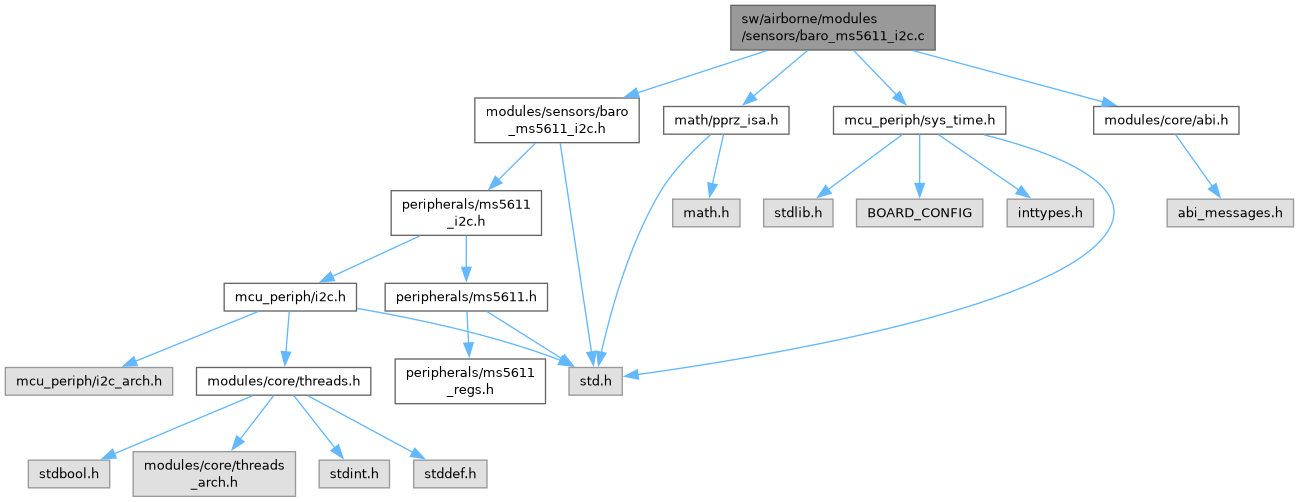 sw/airborne/modules
/sensors/baro_ms5611_i2c.c
modules/sensors/baro
_ms5611_i2c.h
math/pprz_isa.h
mcu_periph/sys_time.h
modules/core/abi.h
peripherals/ms5611
_i2c.h
math.h
stdlib.h
BOARD_CONFIG
inttypes.h
abi_messages.h
mcu_periph/i2c.h
peripherals/ms5611.h
mcu_periph/i2c_arch.h
modules/core/threads.h
peripherals/ms5611
_regs.h
std.h
stdbool.h
modules/core/threads
_arch.h
stdint.h
stddef.h